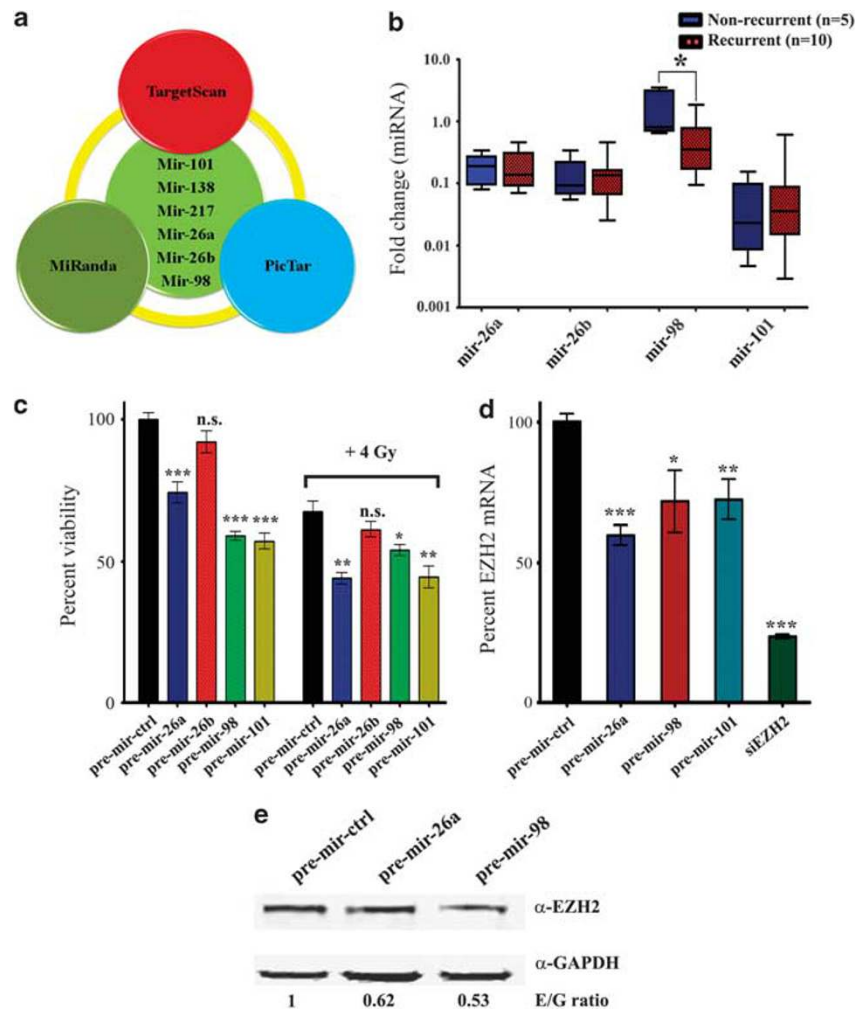 a
TargetScan
Mir-101
Mir-138
Mir-217
Mir-26a
Mir-26b
Mir-98
MiRanda
PicTar
b
Non-recurrent (n=5)
Recurrent (n=10)
Fold change (miRNA)
10.0
1.0
0.1
0.01
0.001
*
mir-26a
mir-26b
mir-98
mir-101
c
Percent viability
100
50
0
***
n.s.
***
***
+ 4 Gy
**
n.s.
*
**
pre-mir-ctrl
pre-mir-26a
pre-mir-26b
pre-mir-98
pre-mir-101
pre-mir-ctrl
pre-mir-26a
pre-mir-26b
pre-mir-98
pre-mir-101
d
Percent EZH2 mRNA
100
50
0
***
*
**
***
pre-mir-ctrl
pre-mir-26a
pre-mir-98
pre-mir-101
siEZH2
e
pre-mir-ctrl
pre-mir-26a
pre-mir-98
α-EZH2
α-GAPDH
1 0.62 0.53 E/G ratio